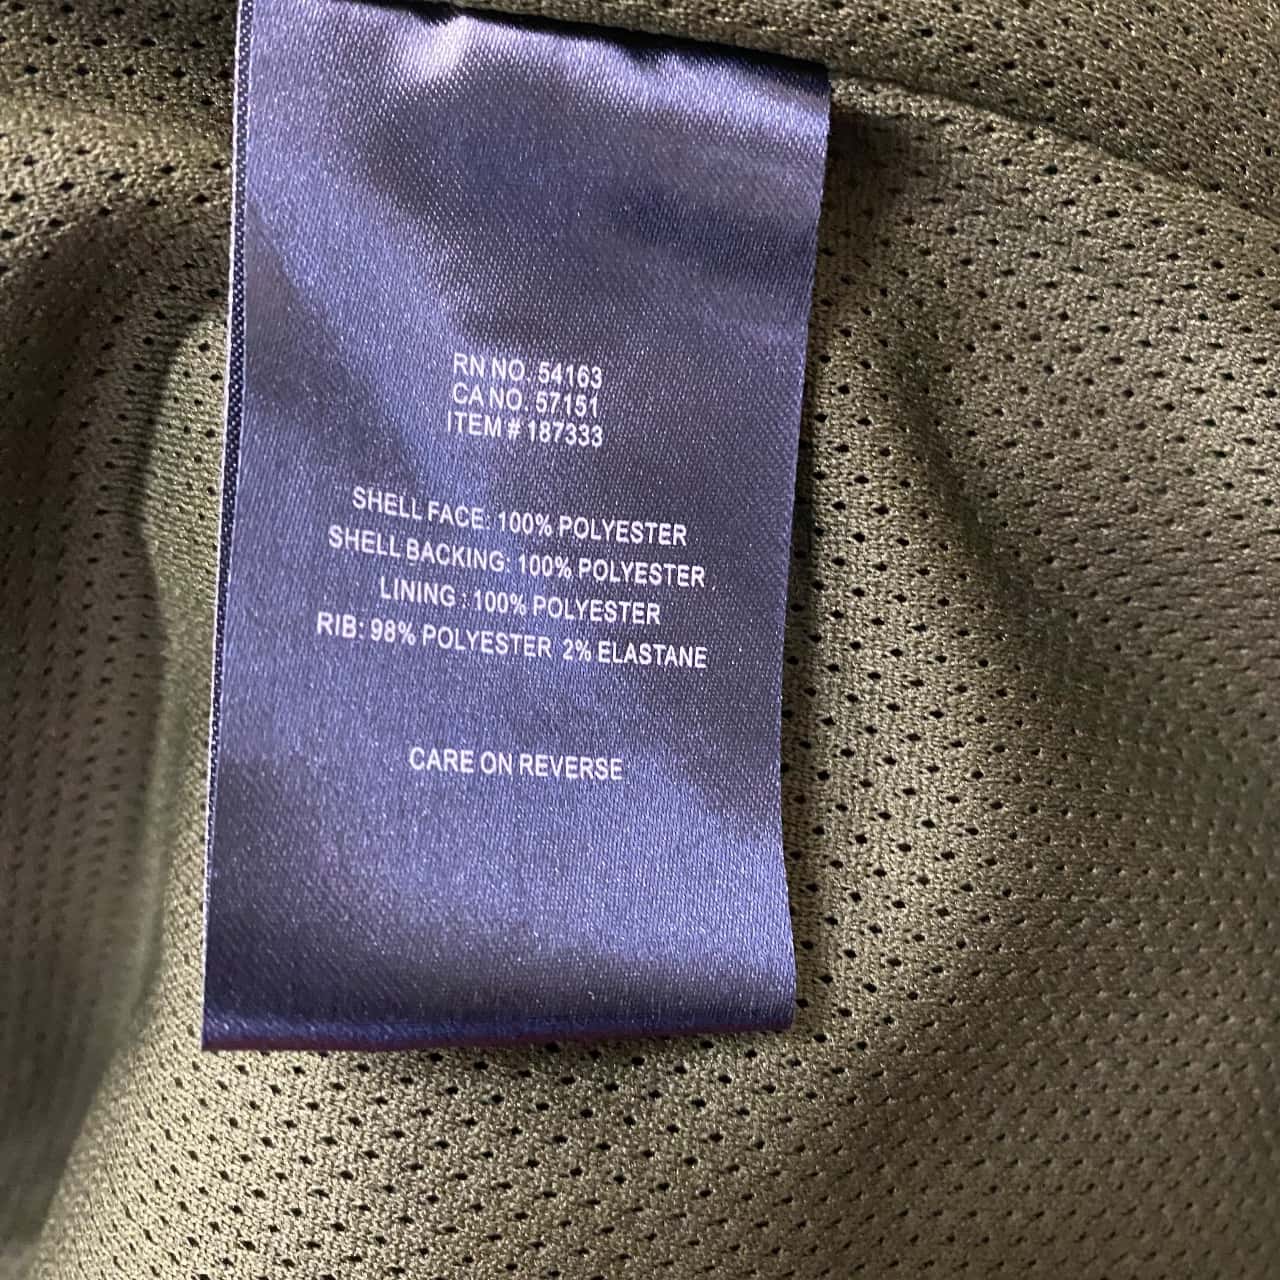 RN NO. 54163
CA NO. 57151
ITEM # 187333
SHELL FACE: 100% POLYESTER
SHELL BACKING: 100% POLYESTER
LINING : 100% POLYESTER
RIB: 98% POLYESTER 2% ELASTANE
CARE ON REVERSE